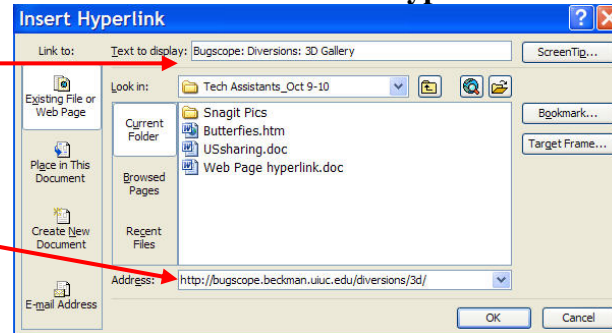 Insert Hyperlink
Link to:
Text to display: Bugscope: Diversions: 3D Gallery
ScreenTip...
Existing File or
Web Page
Look in: Tech Assistants_Oct 9-10
Current
Folder
Snagit Pics
Butterfies.htm
USsharing.doc
Web Page hyperlink.doc
Bookmark...
Target Frame...
Place in This
Document
Browsed
Pages
Create New
Document
Recent
Files
Address: http://bugscope.beckman.uiuc.edu/diversions/3d/
E-mail Address
OK
Cancel